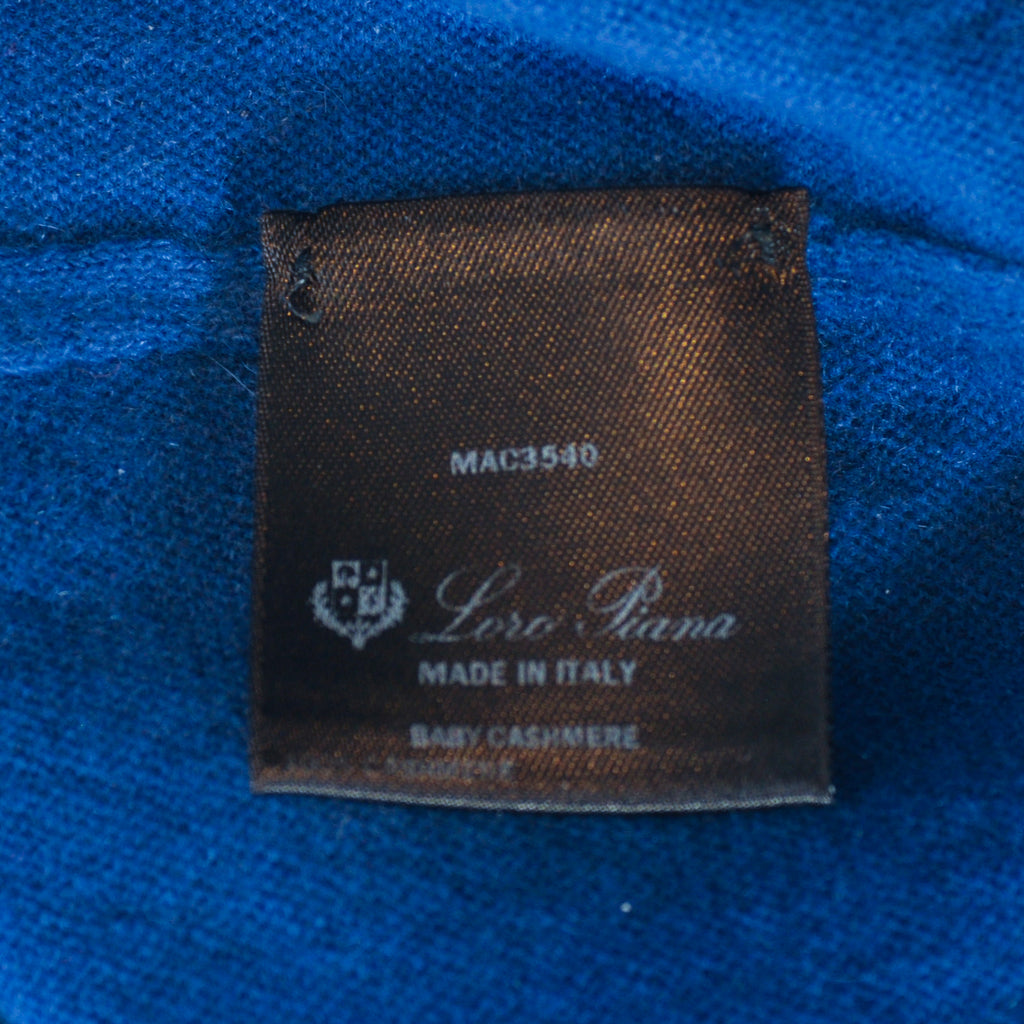 MAC3540
Loro Piana
MADE IN ITALY
BABY CASHMERE